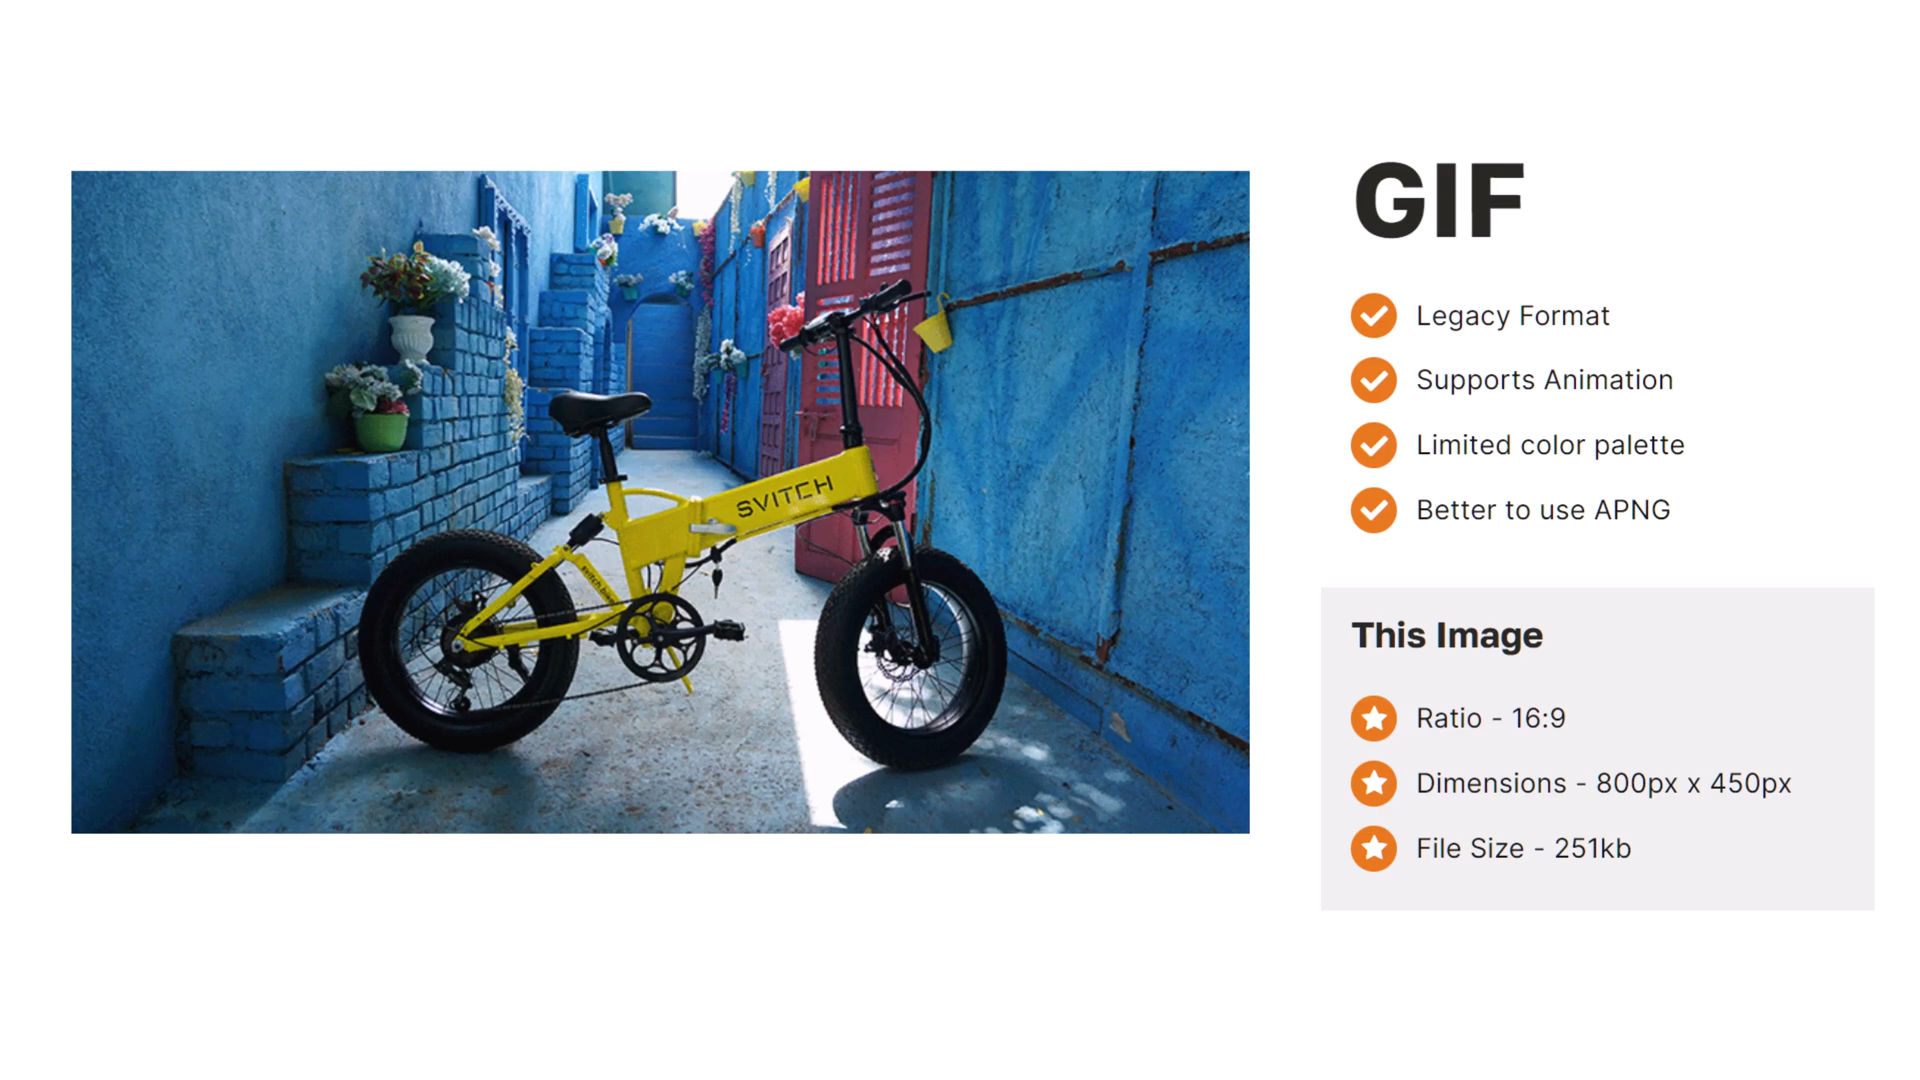 GIF
Legacy Format
Supports Animation
Limited color palette
Better to use APNG
This Image
Ratio - 16:9
Dimensions - 800px x 450px
File Size - 251kb
SVITCH